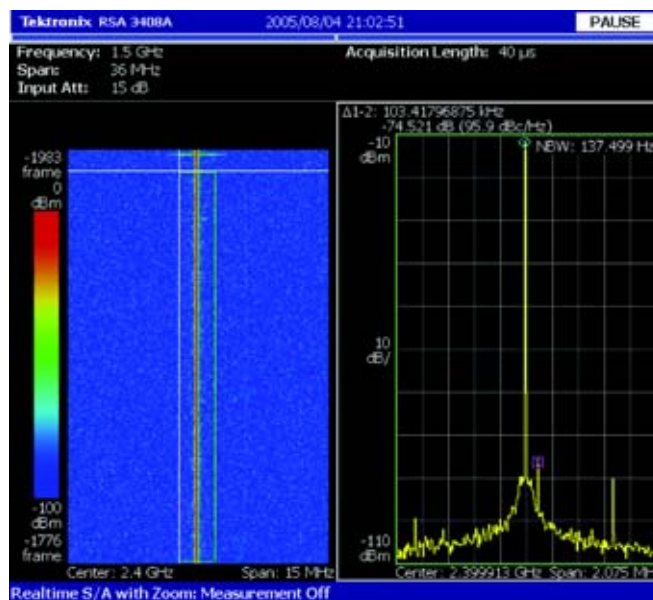 Tektronix RSA 3408A 2005/08/04 21:02:51 PAUSE
Frequency: 1.5 GHz Acquisition Length: 40 µs
Span: 36 MHz
Input Att: 15 dB
Δ1-2: 103.41796875 kHz
-74.521 dB (95.9 dBc/Hz)
-1983
frame
0
dBm
-100
dBm
-1776
frame
Center: 2.4 GHz Span: 15 MHz
-10
dBm
NBW: 137.499 Hz
10
dB/
1
-110
dBm
Center: 2.399913 GHz Span: 2.075 MHz
Realtime S/A with Zoom: Measurement Off